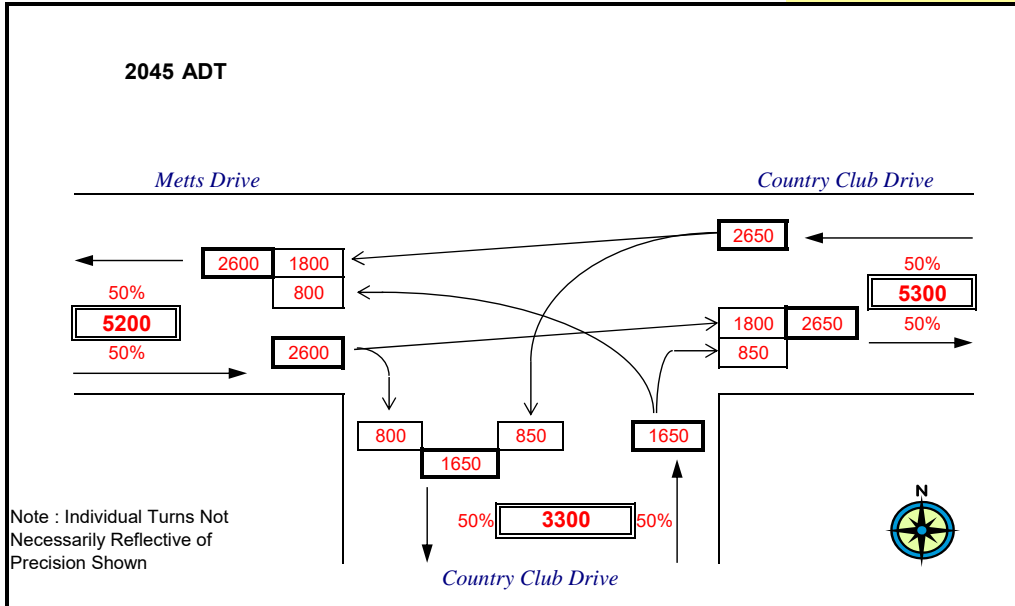 2045 ADT
Metts Drive
Country Club Drive
2650
2600 1800
50%
50%
800
5300
5200
1800 2650
50%
50%
2600
850
800
850
1650
1650
N
Note : Individual Turns Not
Necessarily Reflective of
Precision Shown
50% 3300 50%
Country Club Drive